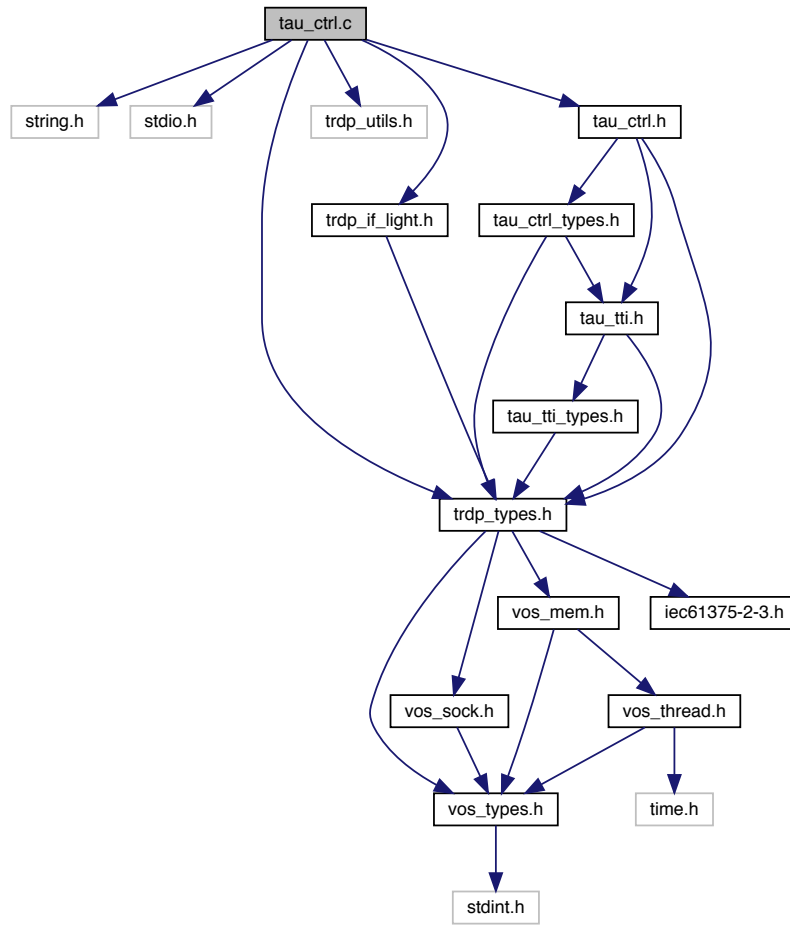 tau_ctrl.c
string.h
stdio.h
trdp_utils.h
tau_ctrl.h
trdp_if_light.h
tau_ctrl_types.h
tau_tti.h
tau_tti_types.h
trdp_types.h
vos_mem.h
iec61375-2-3.h
vos_sock.h
vos_thread.h
vos_types.h
time.h
stdint.h